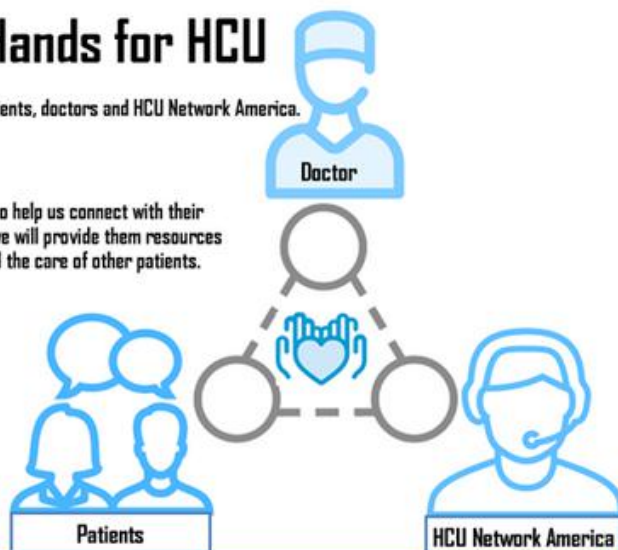 lands for HCU
ents, doctors and HCU Network America.
Doctor
o help us connect with their
ve will provide them resources
l the care of other patients.
Patients
HCU Network America